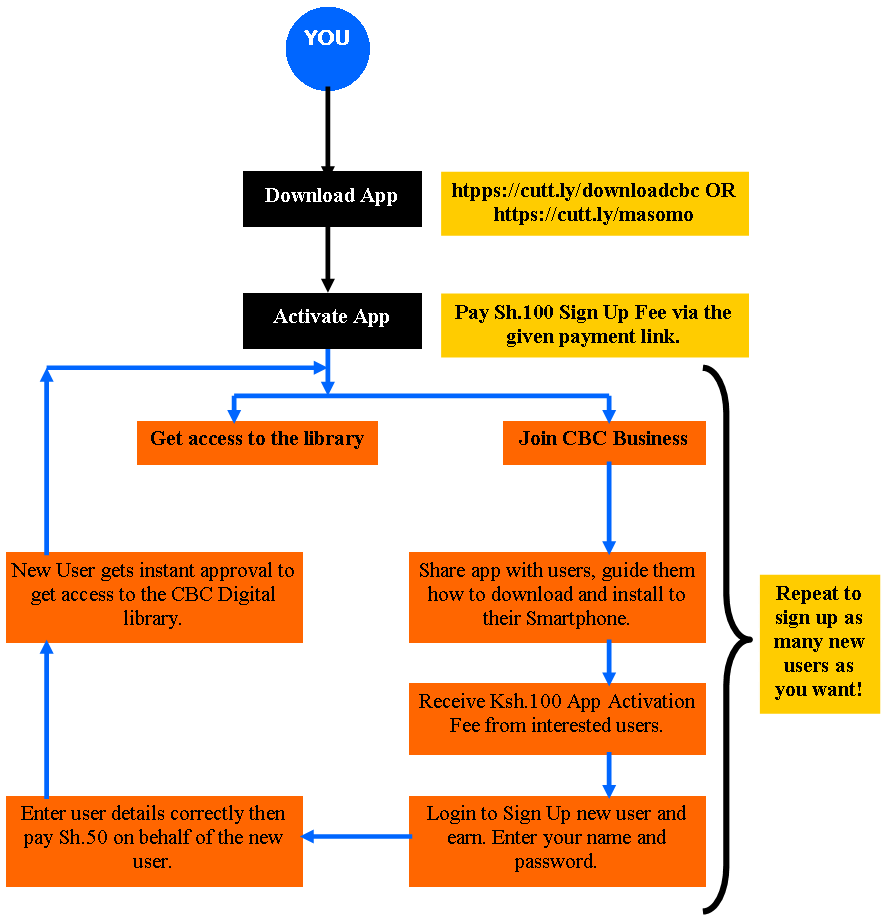 YOU
Download App
htpps://cutt.ly/downloadcbc OR
https://cutt.ly/masomo
Activate App
Pay Sh.100 Sign Up Fee via the
given payment link.
Get access to the library
Join CBC Business
New User gets instant approval to
get access to the CBC Digital
library.
Share app with users, guide them
how to download and install to
their Smartphone.
Repeat to
sign up as
many new
users as
you want!
Receive Ksh.100 App Activation
Fee from interested users.
Enter user details correctly then
pay Sh.50 on behalf of the new
user.
Login to Sign Up new user and
earn. Enter your name and
password.